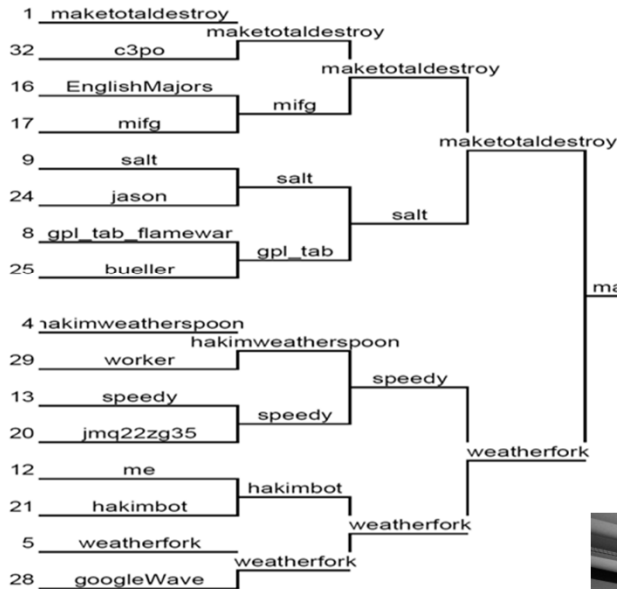 1 maketotaldestroy
maketotaldestroy
32 c3po
maketotaldestroy
16 EnglishMajors
mifg
17 mifg
maketotaldestroy
9 salt
salt
24 jason
salt
8 gpl_tab_flamewar
gpl_tab
25 bueller
ma
4 hakimweatherspoon
hakimweatherspoon
29 worker
speedy
13 speedy
speedy
20 jmq22zg35
weatherfork
12 me
hakimbot
21 hakimbot
weatherfork
5 weatherfork
weatherfork
28 googleWave